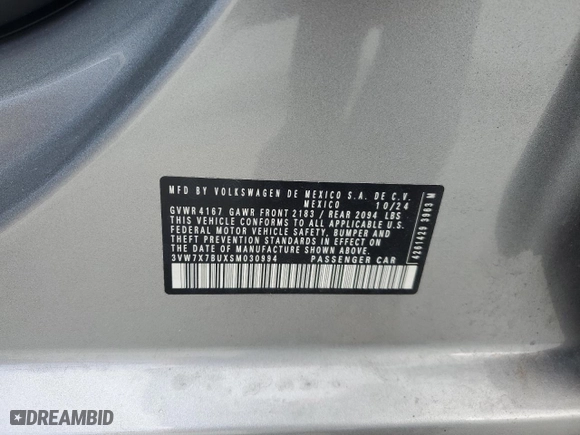 MFD BY VOLKSWAGEN DE MEXICO S.A. DE C.V.
MEXICO 10/24
GVWR 4167 GAWR FRONT 2183 / REAR 2094 LBS
THIS VEHICLE CONFORMS TO ALL APPLICABLE U.S.
FEDERAL MOTOR VEHICLE SAFETY, BUMPER AND
THEFT PREVENTION STANDARDS IN EFFECT ON
THE DATE OF MANUFACTURE SHOWN ABOVE.
3VW7X7BUXSM030994 PASSENGER CAR
4281429 3963 M
DREAMBID